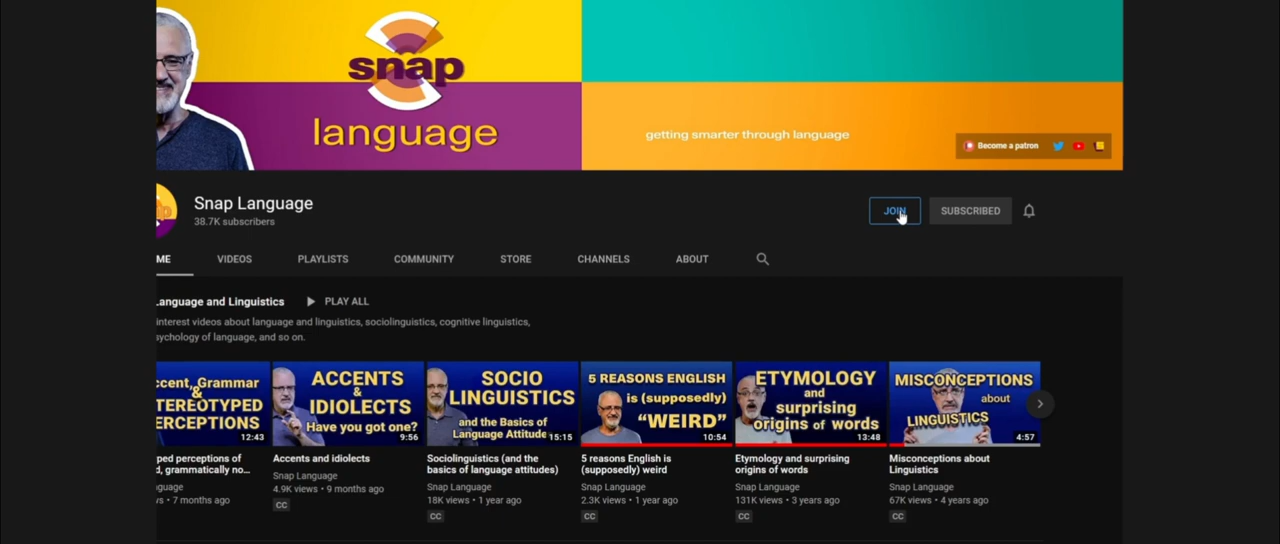 snap
language
getting smarter through language
Become a patron
Snap Language
38.7K subscribers
JOIN
SUBSCRIBED
ME
VIDEOS
PLAYLISTS
COMMUNITY
STORE
CHANNELS
ABOUT
Language and Linguistics
PLAY ALL
interest videos about language and linguistics, sociolinguistics, cognitive linguistics,
sychology of language, and so on.
ccent, Grammar
&
TEREOTYPED
ERCEPTIONS
12:43
ped perceptions of
d, grammatically no...
guage
vs • 7 months ago
ACCENTS
&
IDIOLECTS
Have you got one?
9:56
Accents and idiolects
Snap Language
4.9K views • 9 months ago
CC
SOCIO
LINGUISTICS
and the Basics of
Language Attitude
15:15
Sociolinguistics (and the
basics of language attitudes)
Snap Language
18K views • 1 year ago
CC
5 REASONS ENGLISH
is (supposedly)
"WEIRD"
10:54
5 reasons English is
(supposedly) weird
Snap Language
2.3K views • 1 year ago
CC
ETYMOLOGY
and
surprising
origins of words
13:48
Etymology and surprising
origins of words
Snap Language
131K views • 3 years ago
CC
MISCONCEPTIONS
about
LINGUISTICS
4:57
Misconceptions about
Linguistics
Snap Language
67K views • 4 years ago
CC